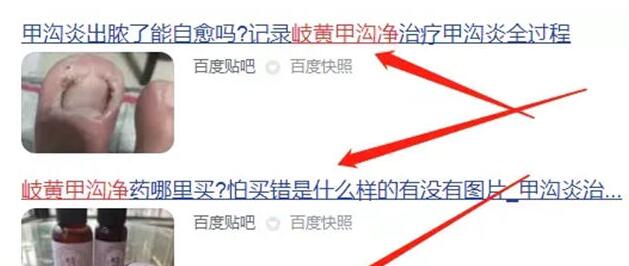 甲沟炎出脓了能自愈吗?记录岐黄甲沟净治疗甲沟炎全过程
百度贴吧 百度快照
岐黄甲沟净药哪里买?怕买错是什么样的有没有图片_甲沟炎治...
百度贴吧 百度快照